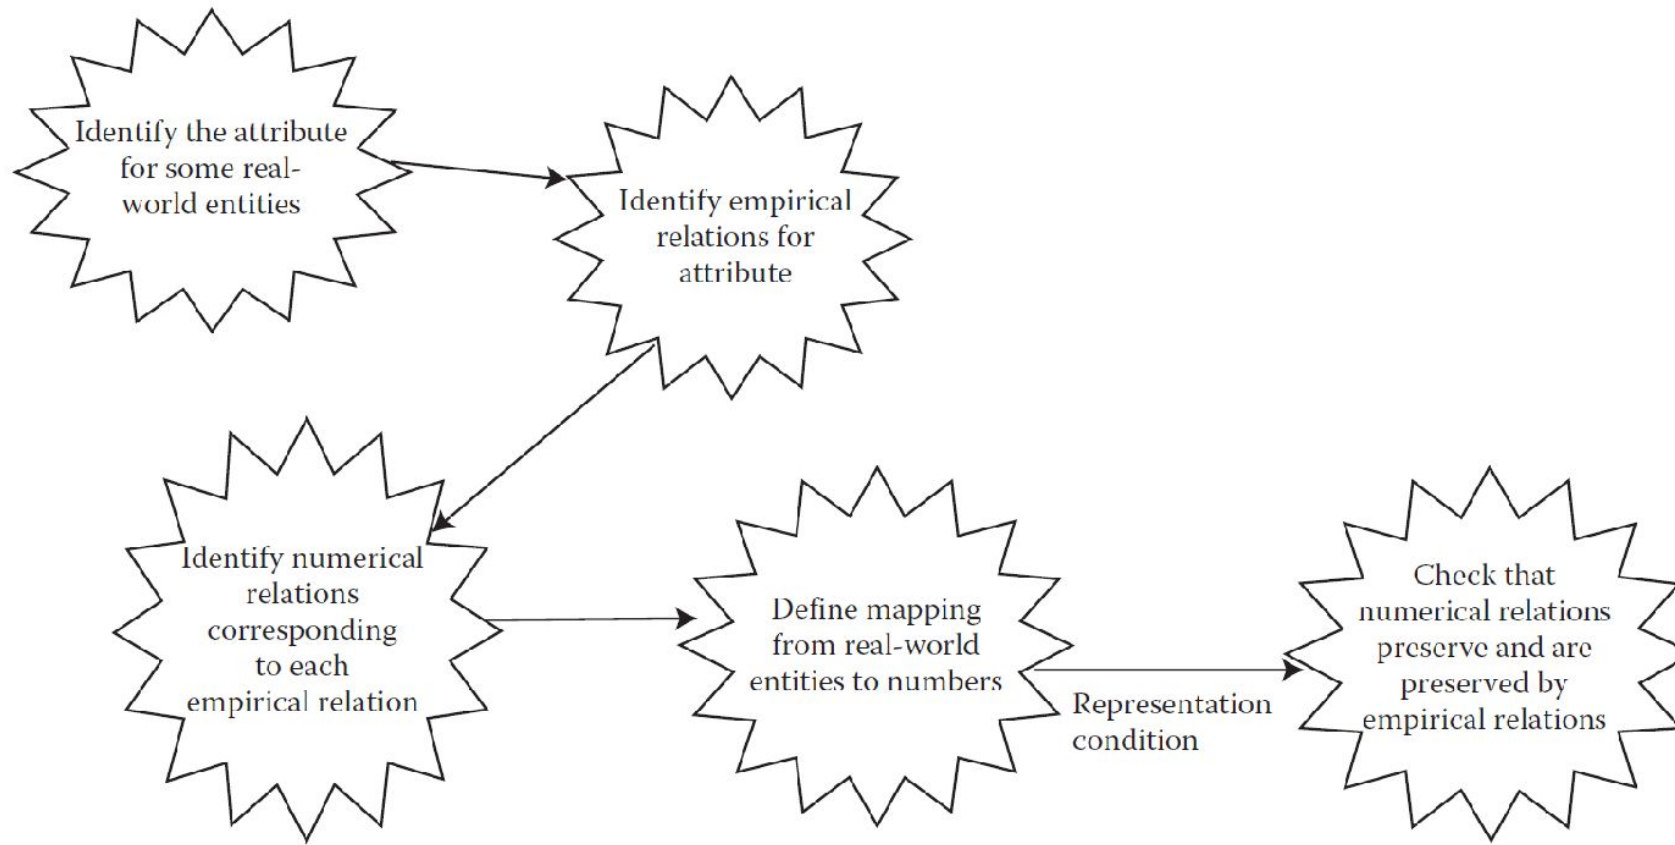 Identify the attribute
for some real-
world entities
Identify empirical
relations for
attribute
Identify numerical
relations
corresponding
to each
empirical relation
Define mapping
from real-world
entities to numbers
Representation
condition
Check that
numerical relations
preserve and are
preserved by
empirical relations